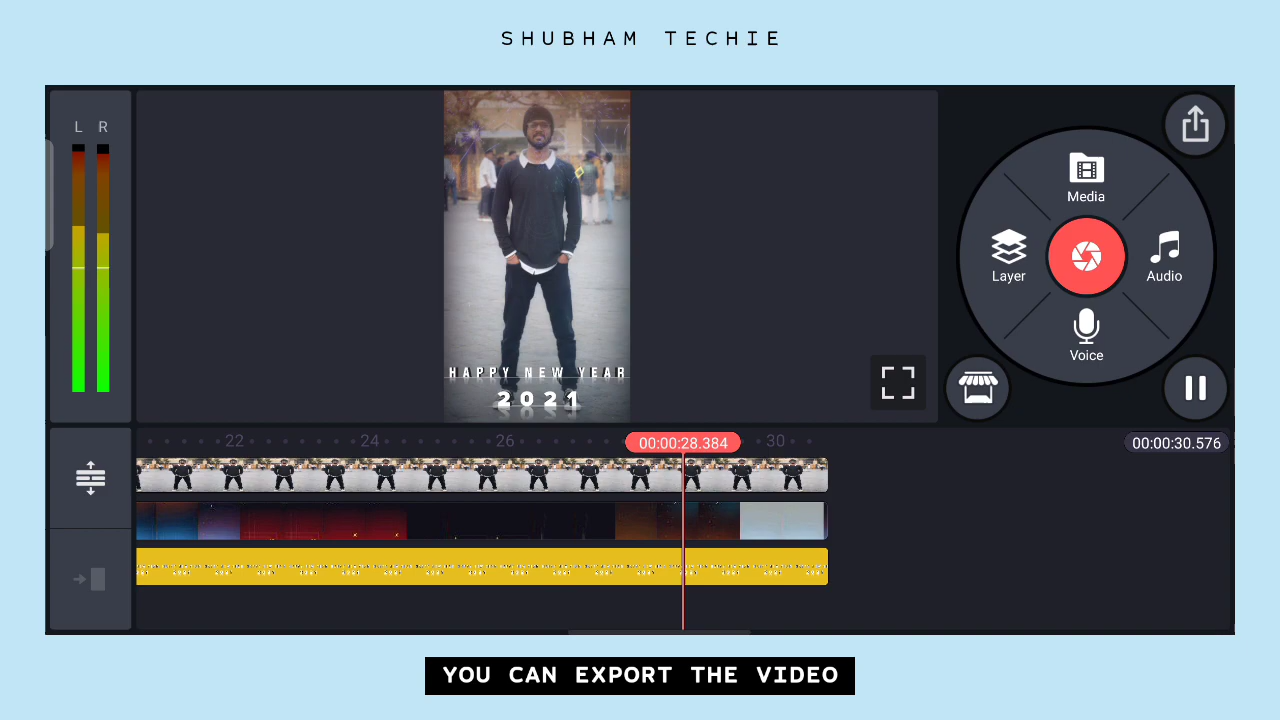 SHUBHAM TECHIE
L R
Media
Layer
Audio
Voice
HAPPY NEW YEAR
2021
22 24 26 00:00:28.384 30 00:00:30.576
YOU CAN EXPORT THE VIDEO